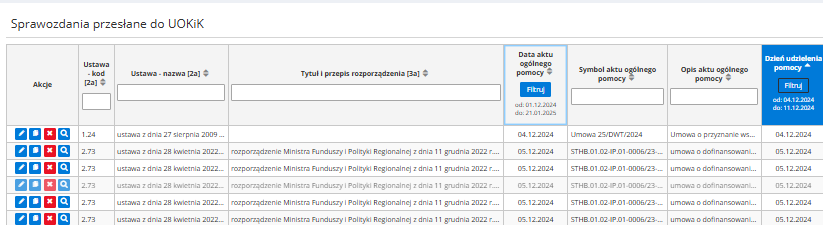 Sprawozdania przesłane do UOKiK
Akcje
Ustawa - kod [2a]
Ustawa - nazwa [2a]
Tytuł i przepis rozporządzenia [3a]
Data aktu ogólnego pomocy
Filtruj
od: 01.12.2024
do: 21.01.2025
Symbol aktu ogólnego pomocy
Opis aktu ogólnego pomocy
Dzień udzielenia pomocy
Filtruj
od: 04.12.2024
do: 11.12.2024
1.24 ustawa z dnia 27 sierpnia 2009 ... 04.12.2024 Umowa 25/DWT/2024 Umowa o przyznanie ws... 04.12.2024
2.73 ustawa z dnia 28 kwietnia 2022... rozporządzenie Ministra Funduszy i Polityki Regionalnej z dnia 11 grudnia 2022 r.... 05.12.2024 STHB.01.02-IP.01-0006/23-... umowa o dofinansowani... 05.12.2024
2.73 ustawa z dnia 28 kwietnia 2022... rozporządzenie Ministra Funduszy i Polityki Regionalnej z dnia 11 grudnia 2022 r.... 05.12.2024 STHB.01.02-IP.01-0006/23-... umowa o dofinansowani... 05.12.2024
2.73 ustawa z dnia 28 kwietnia 2022... rozporządzenie Ministra Funduszy i Polityki Regionalnej z dnia 11 grudnia 2022 r.... 05.12.2024 STHB.01.02-IP.01-0006/23-... umowa o dofinansowani... 05.12.2024
2.73 ustawa z dnia 28 kwietnia 2022... rozporządzenie Ministra Funduszy i Polityki Regionalnej z dnia 11 grudnia 2022 r.... 05.12.2024 STHB.01.02-IP.01-0006/23-... umowa o dofinansowani... 05.12.2024
2.73 ustawa z dnia 28 kwietnia 2022... rozporządzenie Ministra Funduszy i Polityki Regionalnej z dnia 11 grudnia 2022 r.... 05.12.2024 STHB.01.02-IP.01-0006/23-... umowa o dofinansowani... 05.12.2024